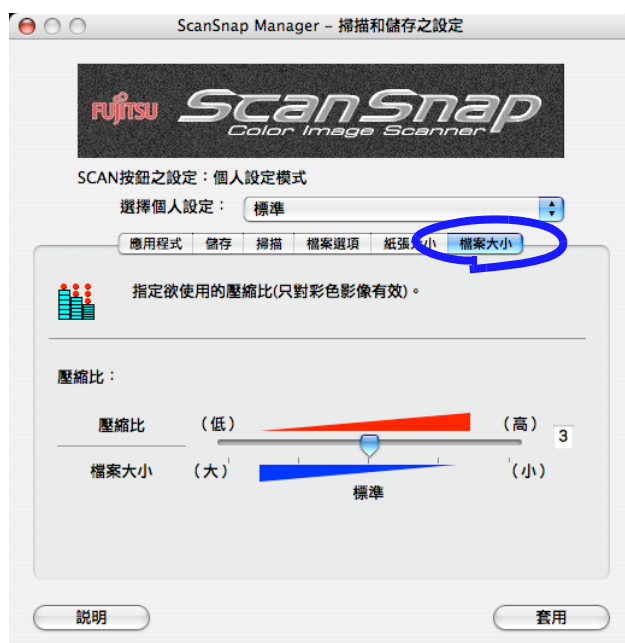 ScanSnap Manager – 掃描和儲存之設定
FUJITSU ScanSnap
Color Image Scanner
SCAN按鈕之設定：個人設定模式
選擇個人設定： 標準
應用程式 儲存 掃描 檔案選項 紙張大小 檔案大小
指定欲使用的壓縮比(只對彩色影像有效)。
壓縮比：
壓縮比 （低） （高） 3
檔案大小 （大） （小）
標準
説明 套用